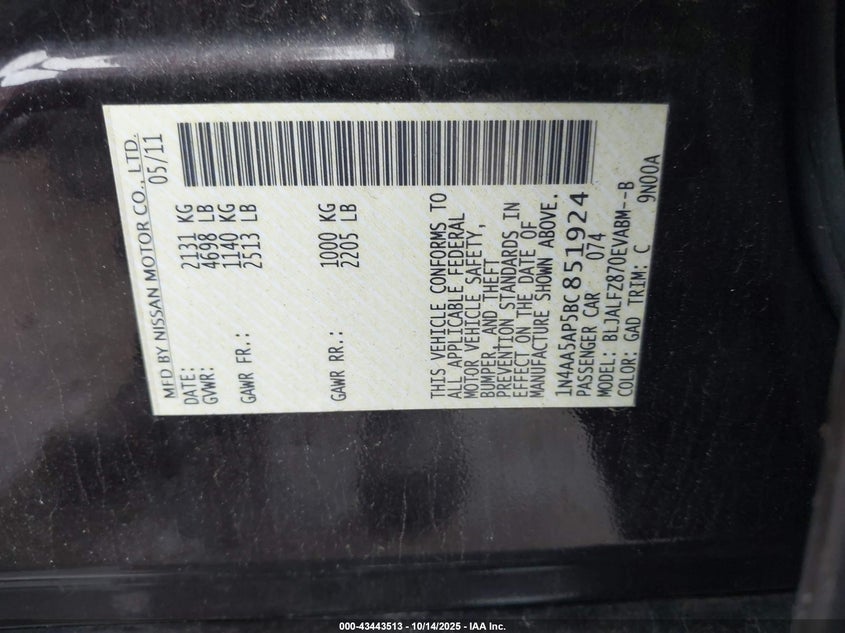 MFD BY NISSAN MOTOR CO., LTD.
DATE: 05/11
GVWR: 2131 KG
4698 LB
GAWR FR.: 1140 KG
2513 LB
GAWR RR.: 1000 KG
2205 LB
THIS VEHICLE CONFORMS TO
ALL APPLICABLE FEDERAL
MOTOR VEHICLE SAFETY,
BUMPER, AND THEFT
PREVENTION STANDARDS IN
EFFECT ON THE DATE OF
MANUFACTURE SHOWN ABOVE.
1N4AA5AP5BC851924
PASSENGER CAR 074
MODEL: BLJALFZ870EVABM--B
COLOR: GAD TRIM: C 9N00A
000-43443513 | 10/14/2025 - IAA Inc.